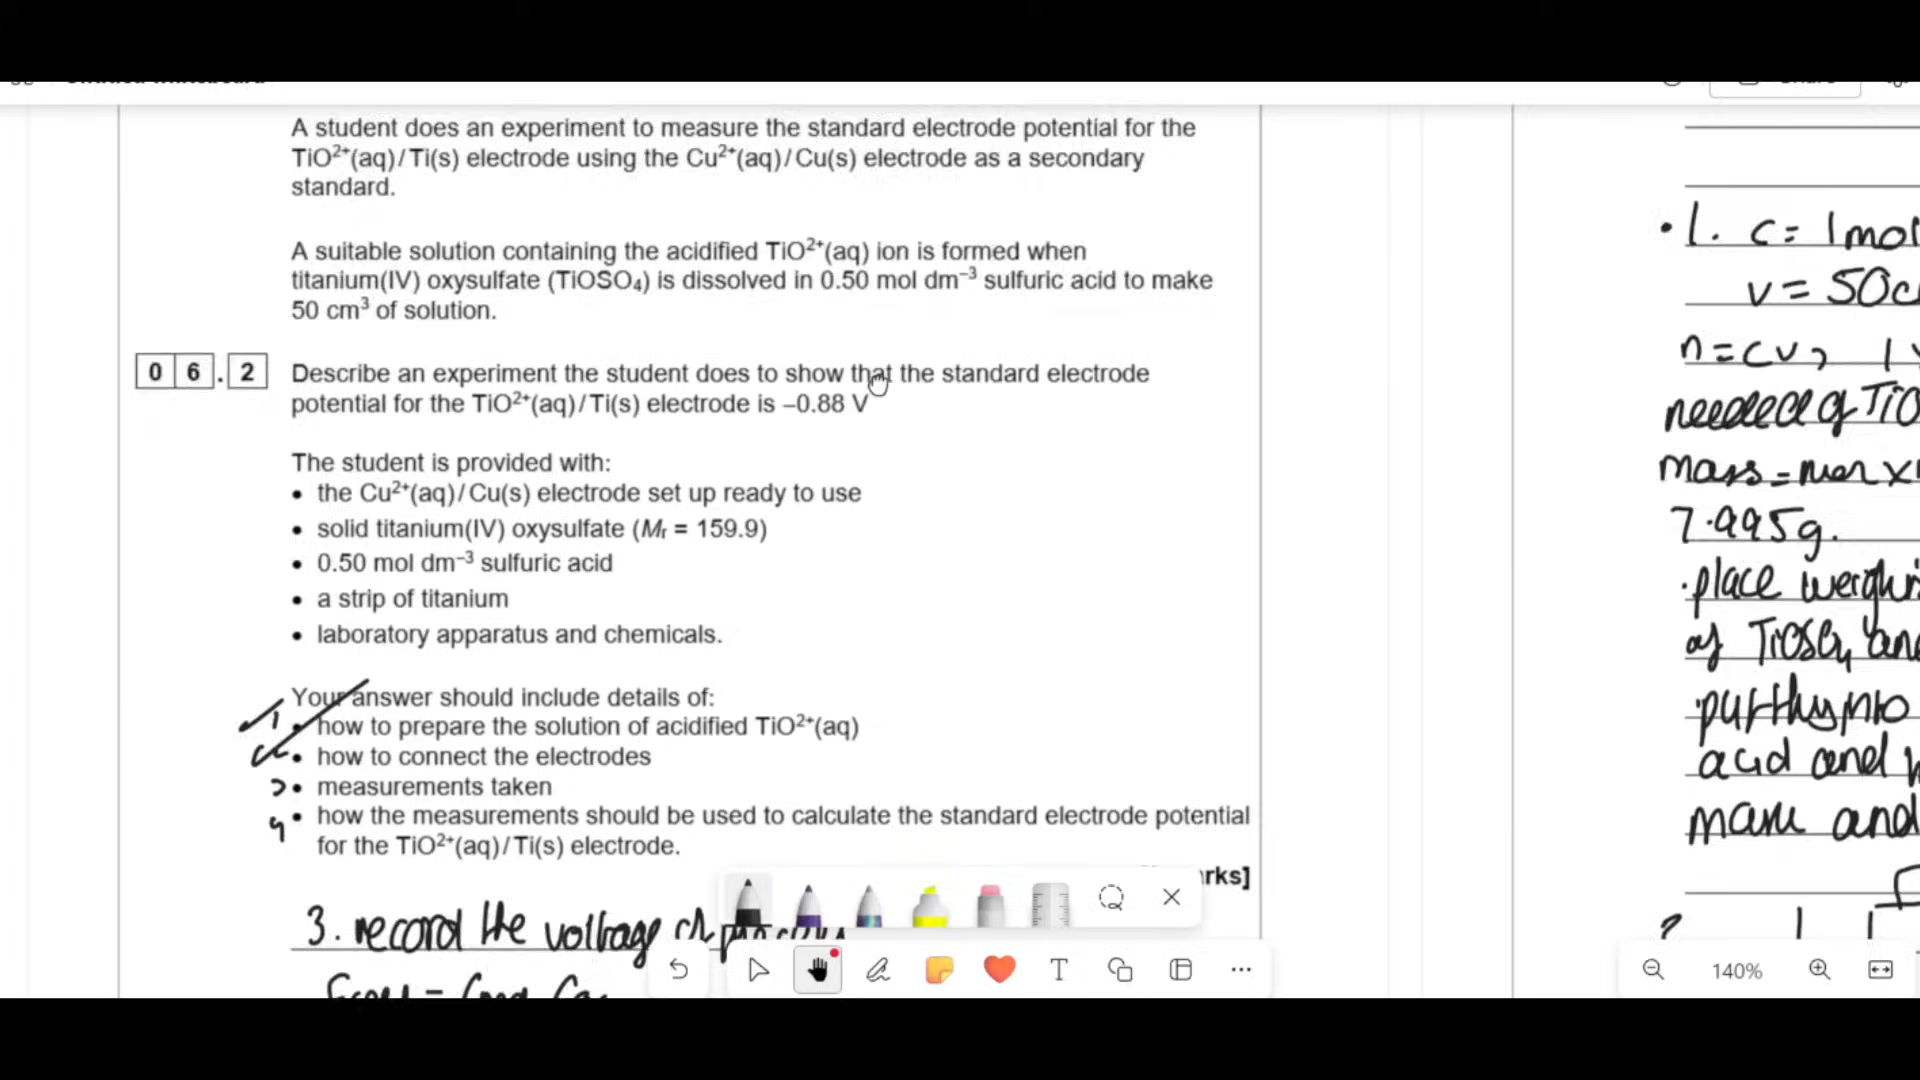 A student does an experiment to measure the standard electrode potential for the
TiO²⁺(aq)/Ti(s) electrode using the Cu²⁺(aq)/Cu(s) electrode as a secondary
standard.
A suitable solution containing the acidified TiO²⁺(aq) ion is formed when
titanium(IV) oxysulfate (TiOSO₄) is dissolved in 0.50 mol dm⁻³ sulfuric acid to make
50 cm³ of solution.
0 6 . 2 Describe an experiment the student does to show that the standard electrode
potential for the TiO²⁺(aq)/Ti(s) electrode is –0.88 V
The student is provided with:
• the Cu²⁺(aq)/Cu(s) electrode set up ready to use
• solid titanium(IV) oxysulfate (Mr = 159.9)
• 0.50 mol dm⁻³ sulfuric acid
• a strip of titanium
• laboratory apparatus and chemicals.
Your answer should include details of:
1 • how to prepare the solution of acidified TiO²⁺(aq)
• how to connect the electrodes
• measurements taken
4 • how the measurements should be used to calculate the standard electrode potential
for the TiO²⁺(aq)/Ti(s) electrode.
rks]
3. record the voltage
• 1. c = 1mol
v = 50c
n = cv, 1
needed of TiO
mass =
7.995g.
• place
of TiOSO₄ and
put
acid and
mark and
140%